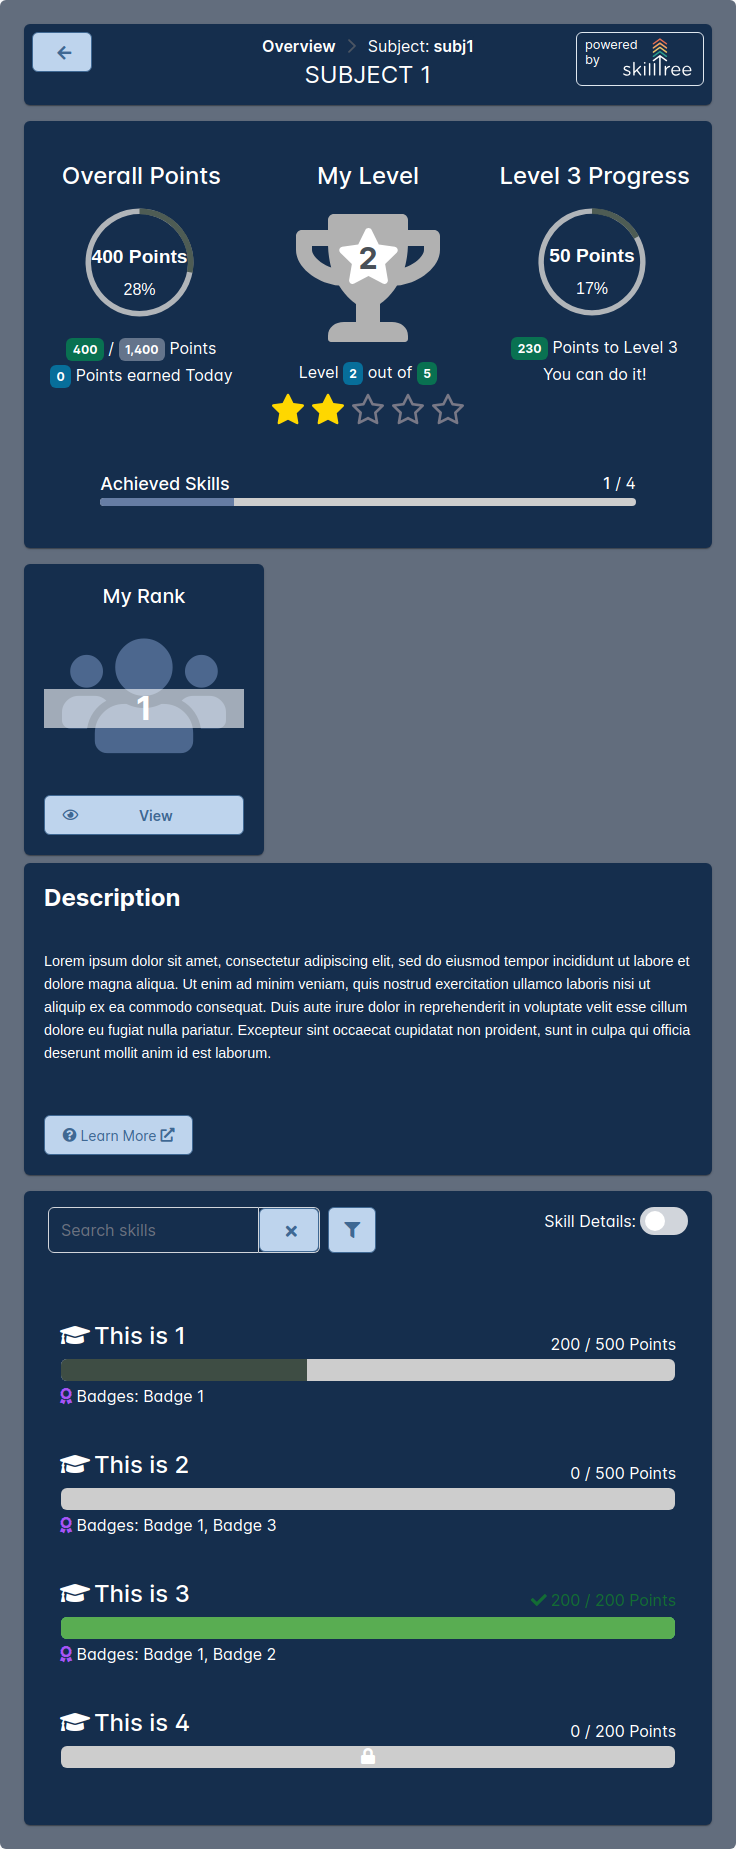 Overview > Subject: subj1
SUBJECT 1
powered
by
skilltree
Overall Points
400 Points
28%
400 / 1,400 Points
0 Points earned Today
My Level
2
Level 2 out of 5
Level 3 Progress
50 Points
17%
230 Points to Level 3
You can do it!
Achieved Skills 1 / 4
My Rank
1
View
Description
Lorem ipsum dolor sit amet, consectetur adipiscing elit, sed do eiusmod tempor incididunt ut labore et
dolore magna aliqua. Ut enim ad minim veniam, quis nostrud exercitation ullamco laboris nisi ut
aliquip ex ea commodo consequat. Duis aute irure dolor in reprehenderit in voluptate velit esse cillum
dolore eu fugiat nulla pariatur. Excepteur sint occaecat cupidatat non proident, sunt in culpa qui officia
deserunt mollit anim id est laborum.
Learn More
Search skills
Skill Details:
This is 1 200 / 500 Points
Badges: Badge 1
This is 2 0 / 500 Points
Badges: Badge 1, Badge 3
This is 3 200 / 200 Points
Badges: Badge 1, Badge 2
This is 4 0 / 200 Points